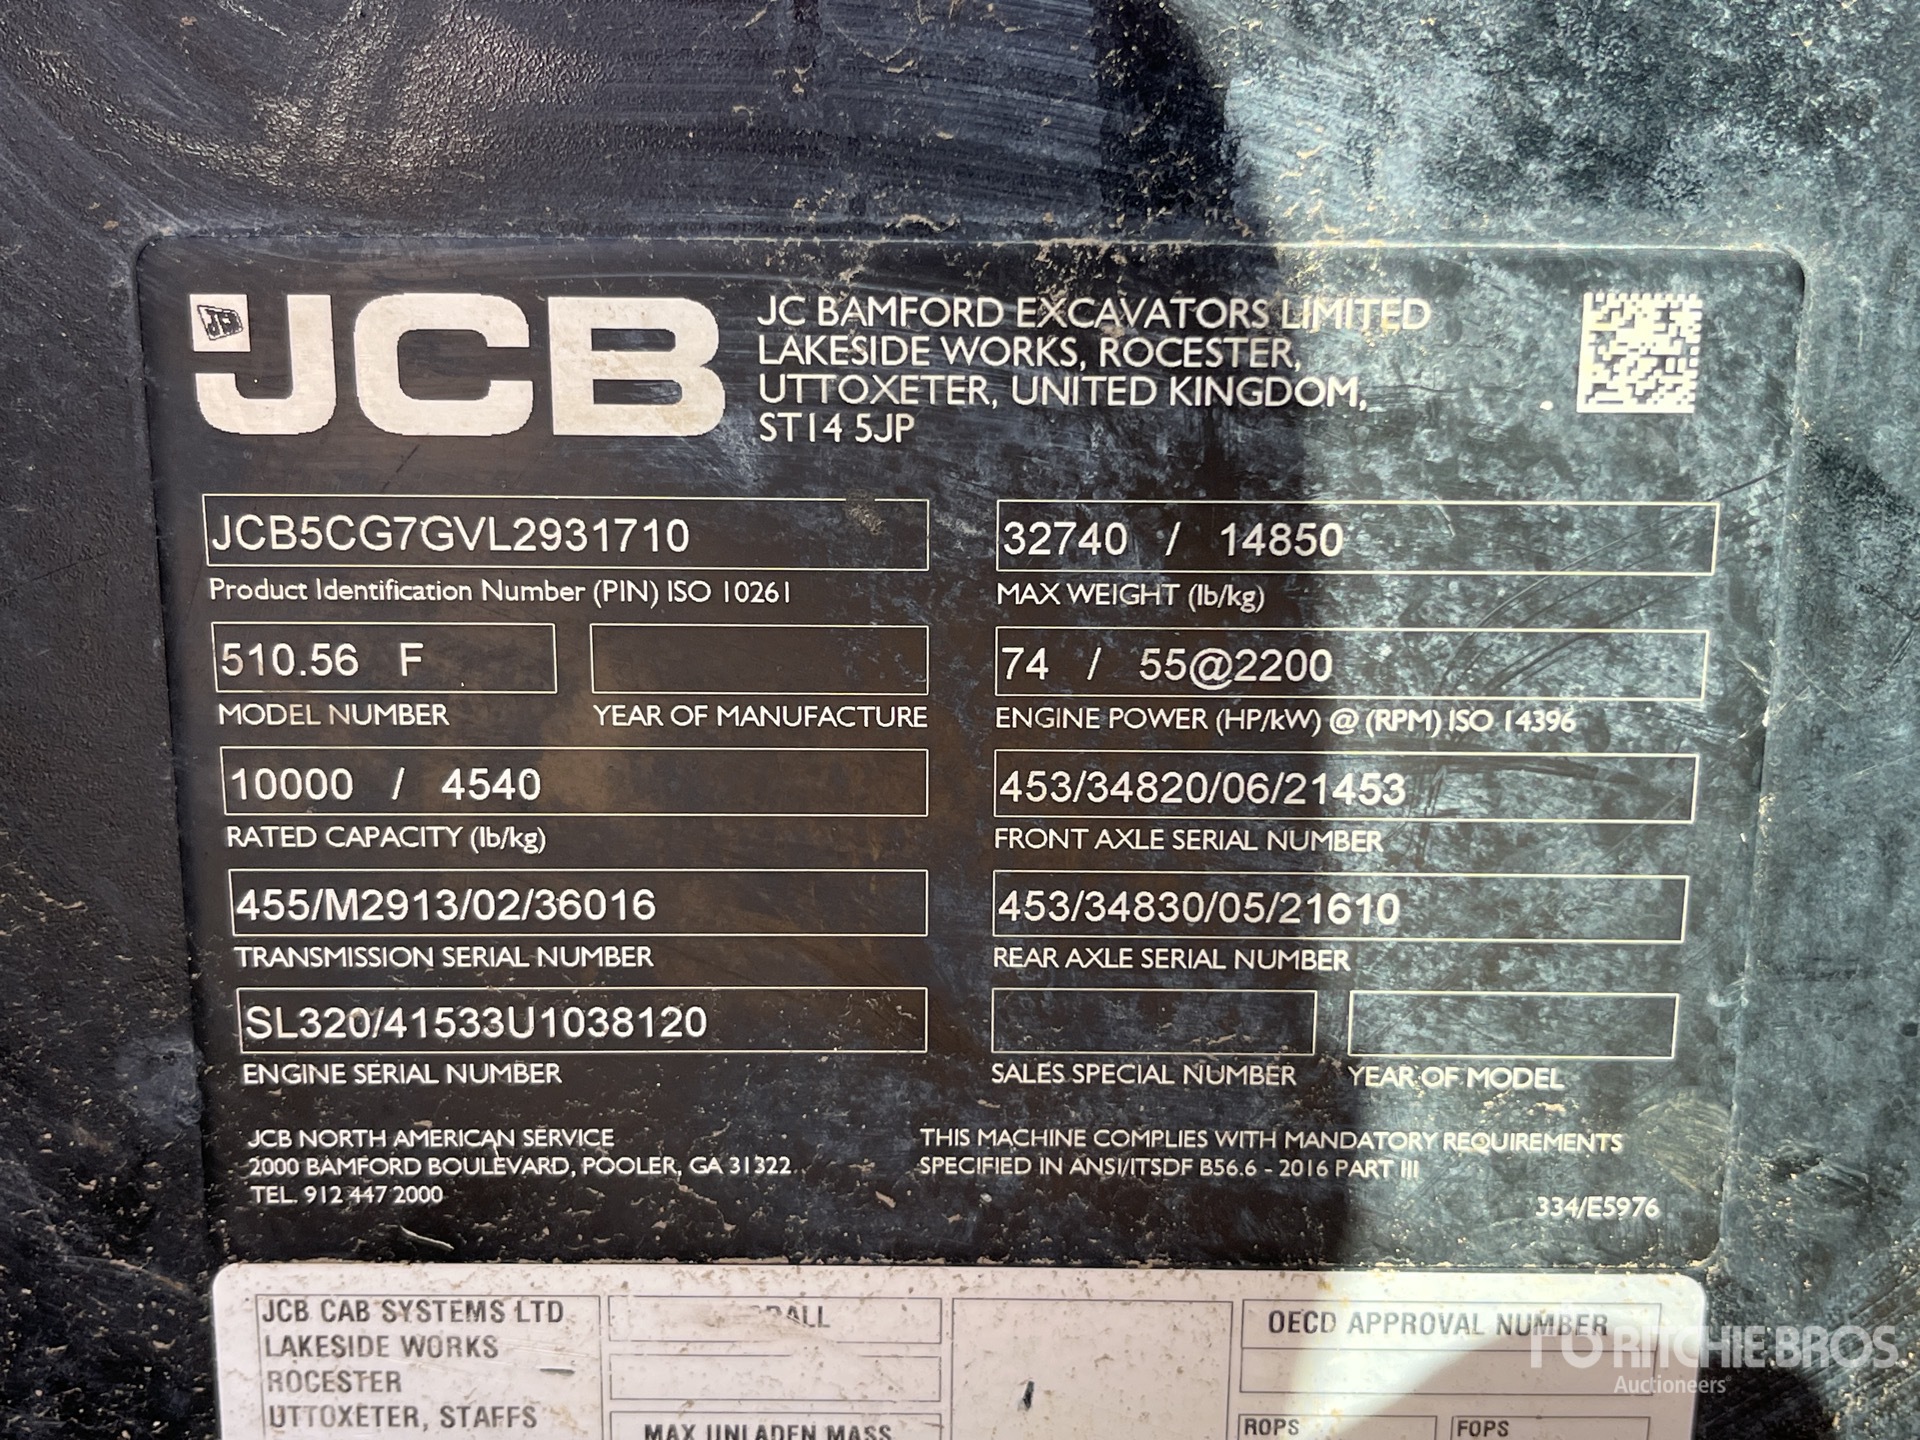 JCB
JC BAMFORD EXCAVATORS LIMITED
LAKESIDE WORKS, ROCESTER,
UTTOXETER, UNITED KINGDOM,
ST14 5JP
JCB5CG7GVL2931710
Product Identification Number (PIN) ISO 10261
32740 / 14850
MAX WEIGHT (lb/kg)
510.56 F
MODEL NUMBER
YEAR OF MANUFACTURE
74 / 55@2200
ENGINE POWER (HP/kW) @ (RPM) ISO 14396
10000 / 4540
RATED CAPACITY (lb/kg)
453/34820/06/21453
FRONT AXLE SERIAL NUMBER
455/M2913/02/36016
TRANSMISSION SERIAL NUMBER
453/34830/05/21610
REAR AXLE SERIAL NUMBER
SL320/41533U1038120
ENGINE SERIAL NUMBER
SALES SPECIAL NUMBER
YEAR OF MODEL
JCB NORTH AMERICAN SERVICE
2000 BAMFORD BOULEVARD, POOLER, GA 31322
TEL. 912 447 2000
THIS MACHINE COMPLIES WITH MANDATORY REQUIREMENTS
SPECIFIED IN ANSI/ITSDF B56.6 - 2016 PART III
334/E5976
JCB CAB SYSTEMS LTD
LAKESIDE WORKS
ROCESTER
UTTOXETER, STAFFS
OECD APPROVAL NUMBER
MAX UNLADEN MASS
ROPS
FOPS
RITCHIE BROS
Auctioneers